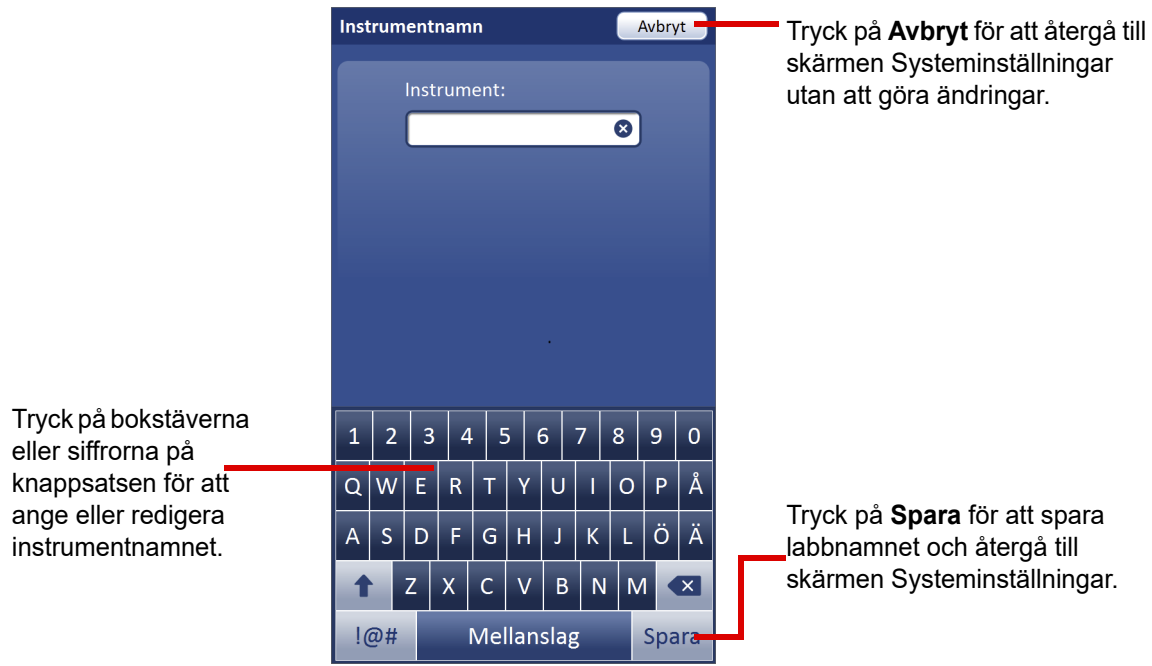 Instrumentnamn
Avbryt
Tryck på Avbryt för att återgå till
skärmen Systeminställningar
utan att göra ändringar.
Instrument:
Tryck på bokstäverna
eller siffrorna på
knappsatsen för att
ange eller redigera
instrumentnamnet.
1 2 3 4 5 6 7 8 9 0
Q W E R T Y U I O P Å
A S D F G H J K L Ö Ä
Z X C V B N M
!@# Mellanslag Spara
Tryck på Spara för att spara
labbnamnet och återgå till
skärmen Systeminställningar.